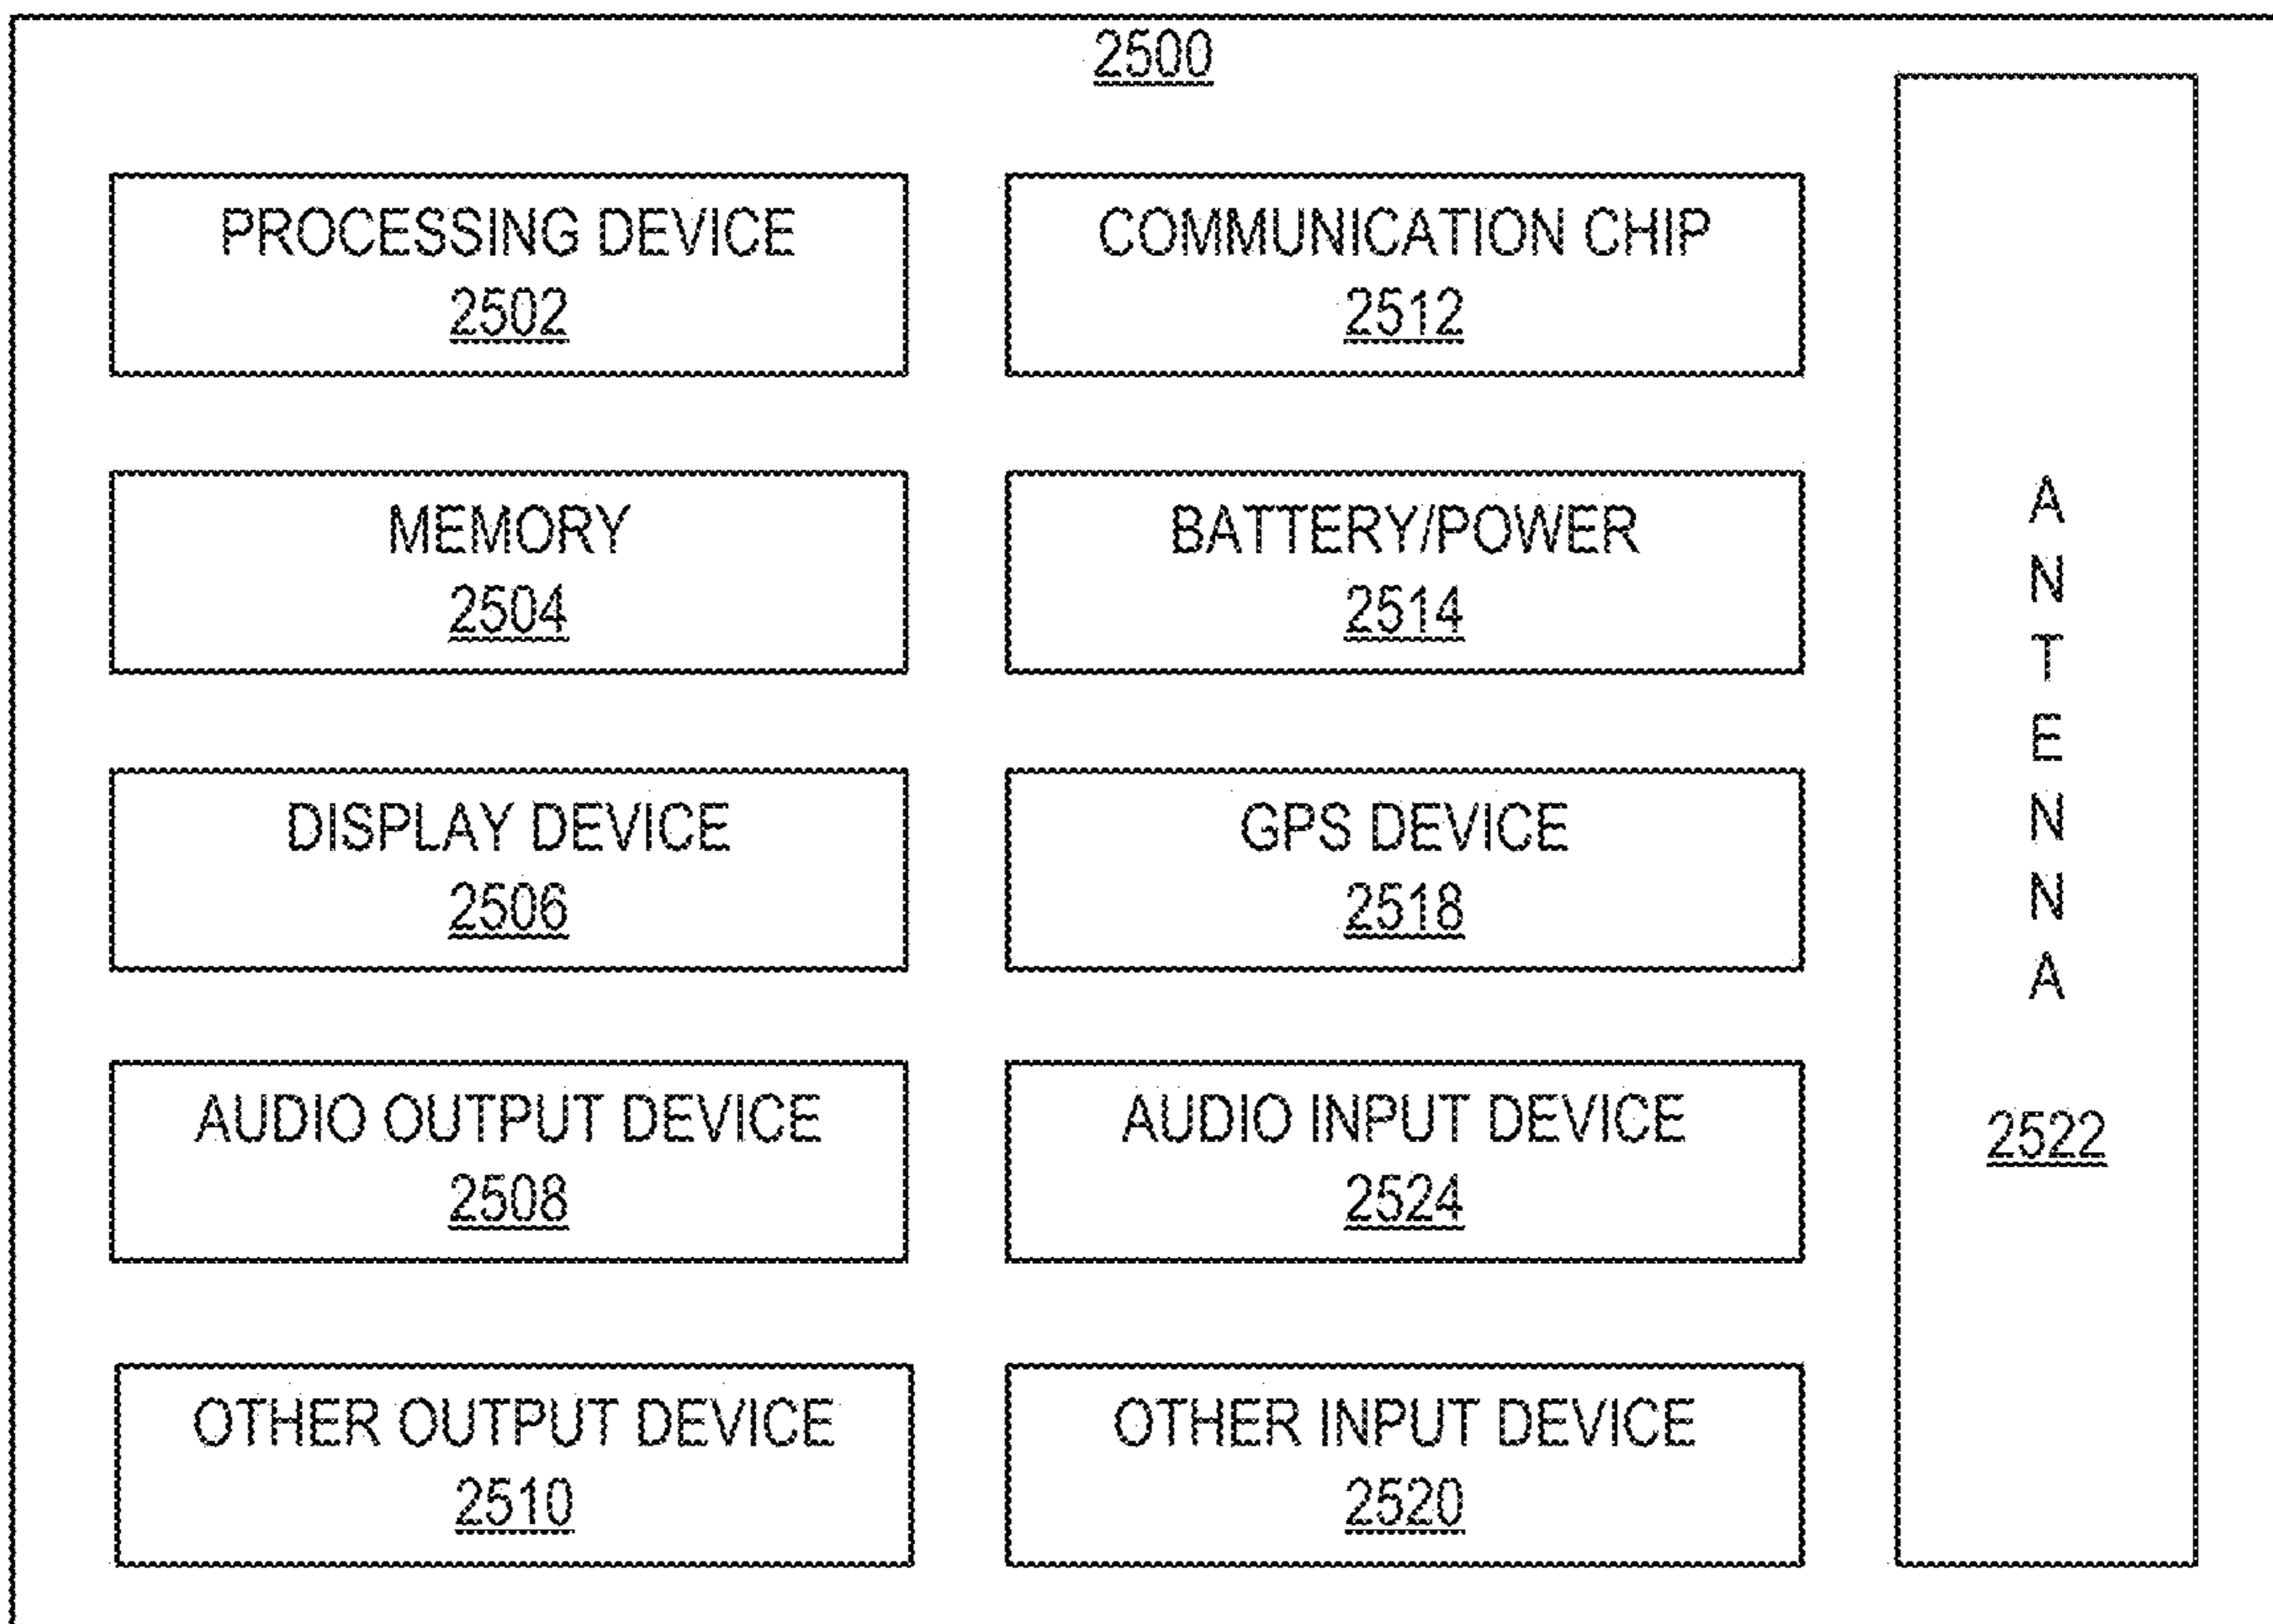 2500
PROCESSING DEVICE
2502
COMMUNICATION CHIP
2512
MEMORY
2504
BATTERY/POWER
2514
DISPLAY DEVICE
2506
GPS DEVICE
2518
AUDIO OUTPUT DEVICE
2508
AUDIO INPUT DEVICE
2524
OTHER OUTPUT DEVICE
2510
OTHER INPUT DEVICE
2520
ANTENNA
2522